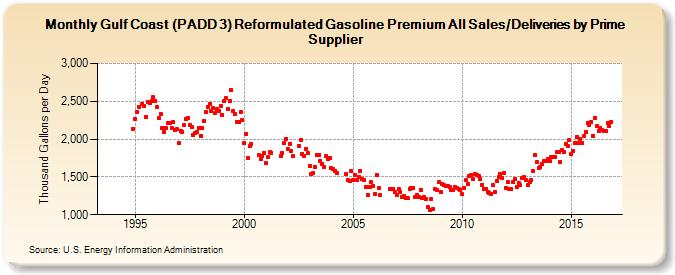 Monthly Gulf Coast (PADD 3) Reformulated Gasoline Premium All Sales/Deliveries by Prime
Supplier
Thousand Gallons per Day
3,000
2,500
2,000
1,500
1,000
1995
2000
2005
2010
2015
Source: U.S. Energy Information Administration